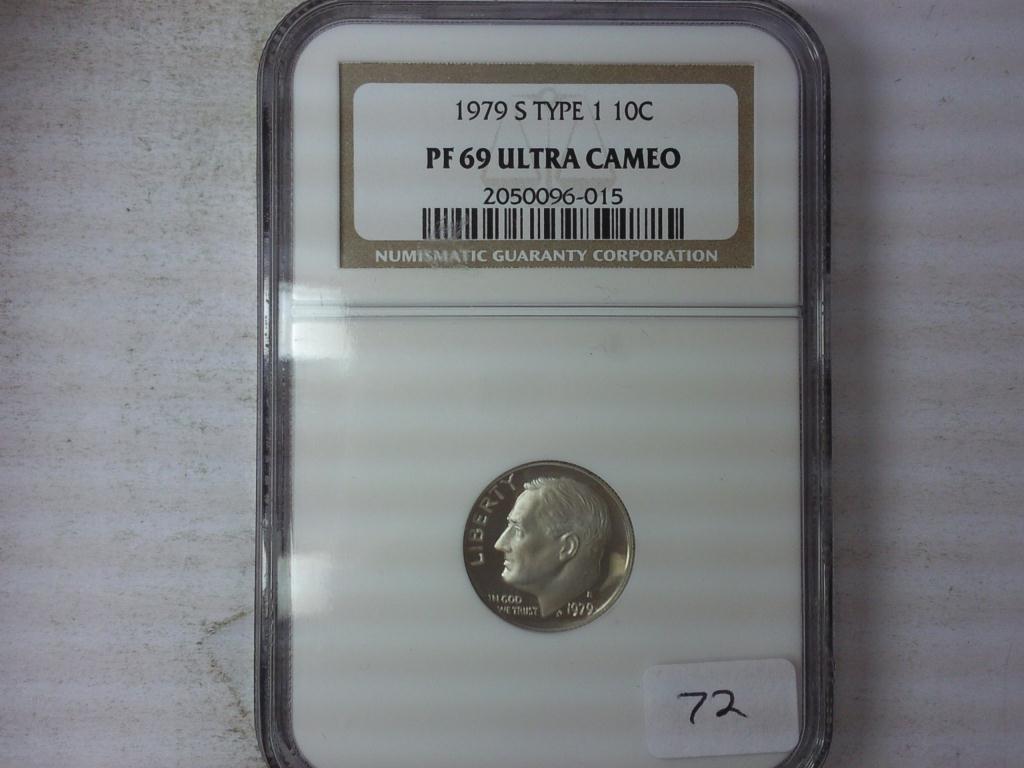 1979 S TYPE 1 10C
PF 69 ULTRA CAMEO
2050096-015
NUMISMATIC GUARANTY CORPORATION
LIBERTY
IN GOD
WE TRUST
1979
72